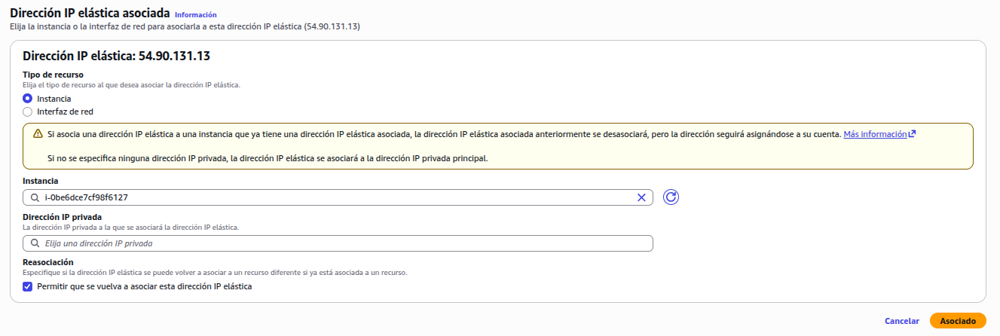 Dirección IP elástica asociada Información
Elija la instancia o la interfaz de red para asociarla a esta dirección IP elástica (54.90.131.13)
Dirección IP elástica: 54.90.131.13
Tipo de recurso
Elija el tipo de recurso al que desea asociar la dirección IP elástica.
Instancia
Interfaz de red
Si asocia una dirección IP elástica a una instancia que ya tiene una dirección IP elástica asociada, la dirección IP elástica asociada anteriormente se desasociará, pero la dirección seguirá asignándose a su cuenta. Más información
Si no se especifica ninguna dirección IP privada, la dirección IP elástica se asociará a la dirección IP privada principal.
Instancia
i-0be6dce7cf98f6127
Dirección IP privada
La dirección IP privada a la que se asociará la dirección IP elástica.
Elija una dirección IP privada
Reasociación
Especifique si la dirección IP elástica se puede volver a asociar a un recurso diferente si ya está asociada a un recurso.
Permitir que se vuelva a asociar esta dirección IP elástica
Cancelar Asociado